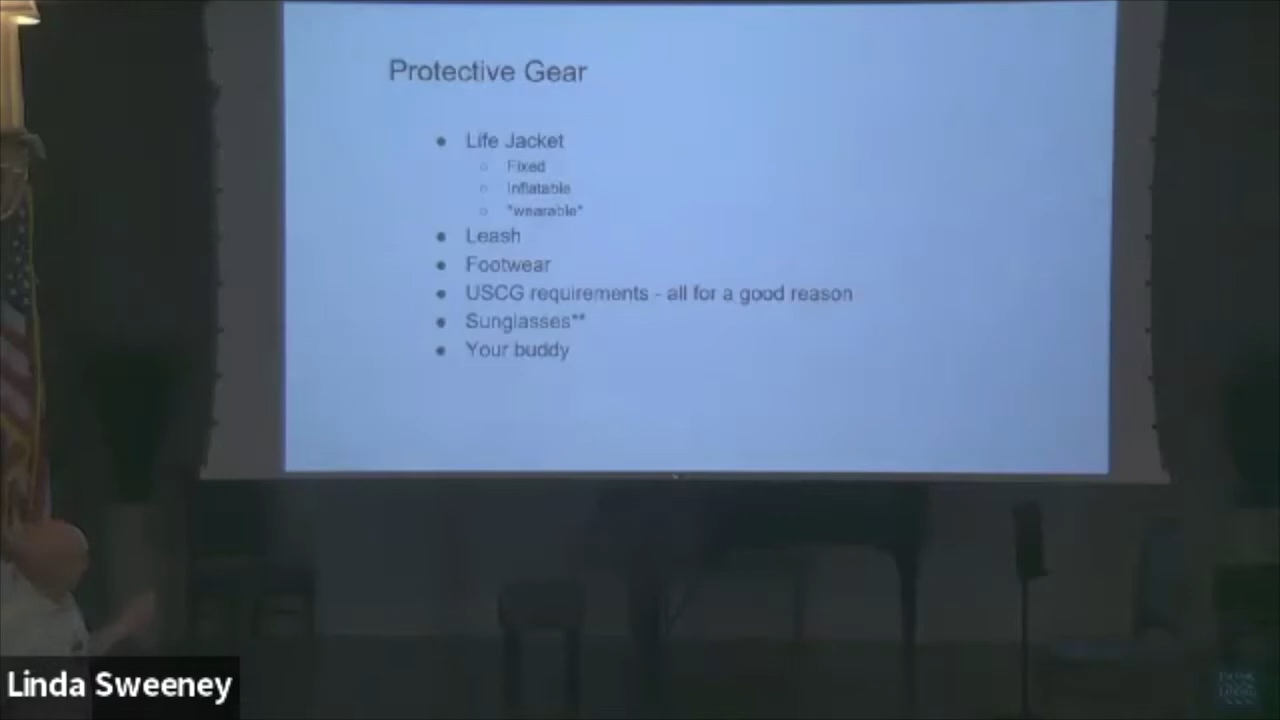 Protective Gear
● Life Jacket
○ Fixed
○ Inflatable
○ *wearable*
● Leash
● Footwear
● USCG requirements - all for a good reason
● Sunglasses**
● Your buddy
Linda Sweeney